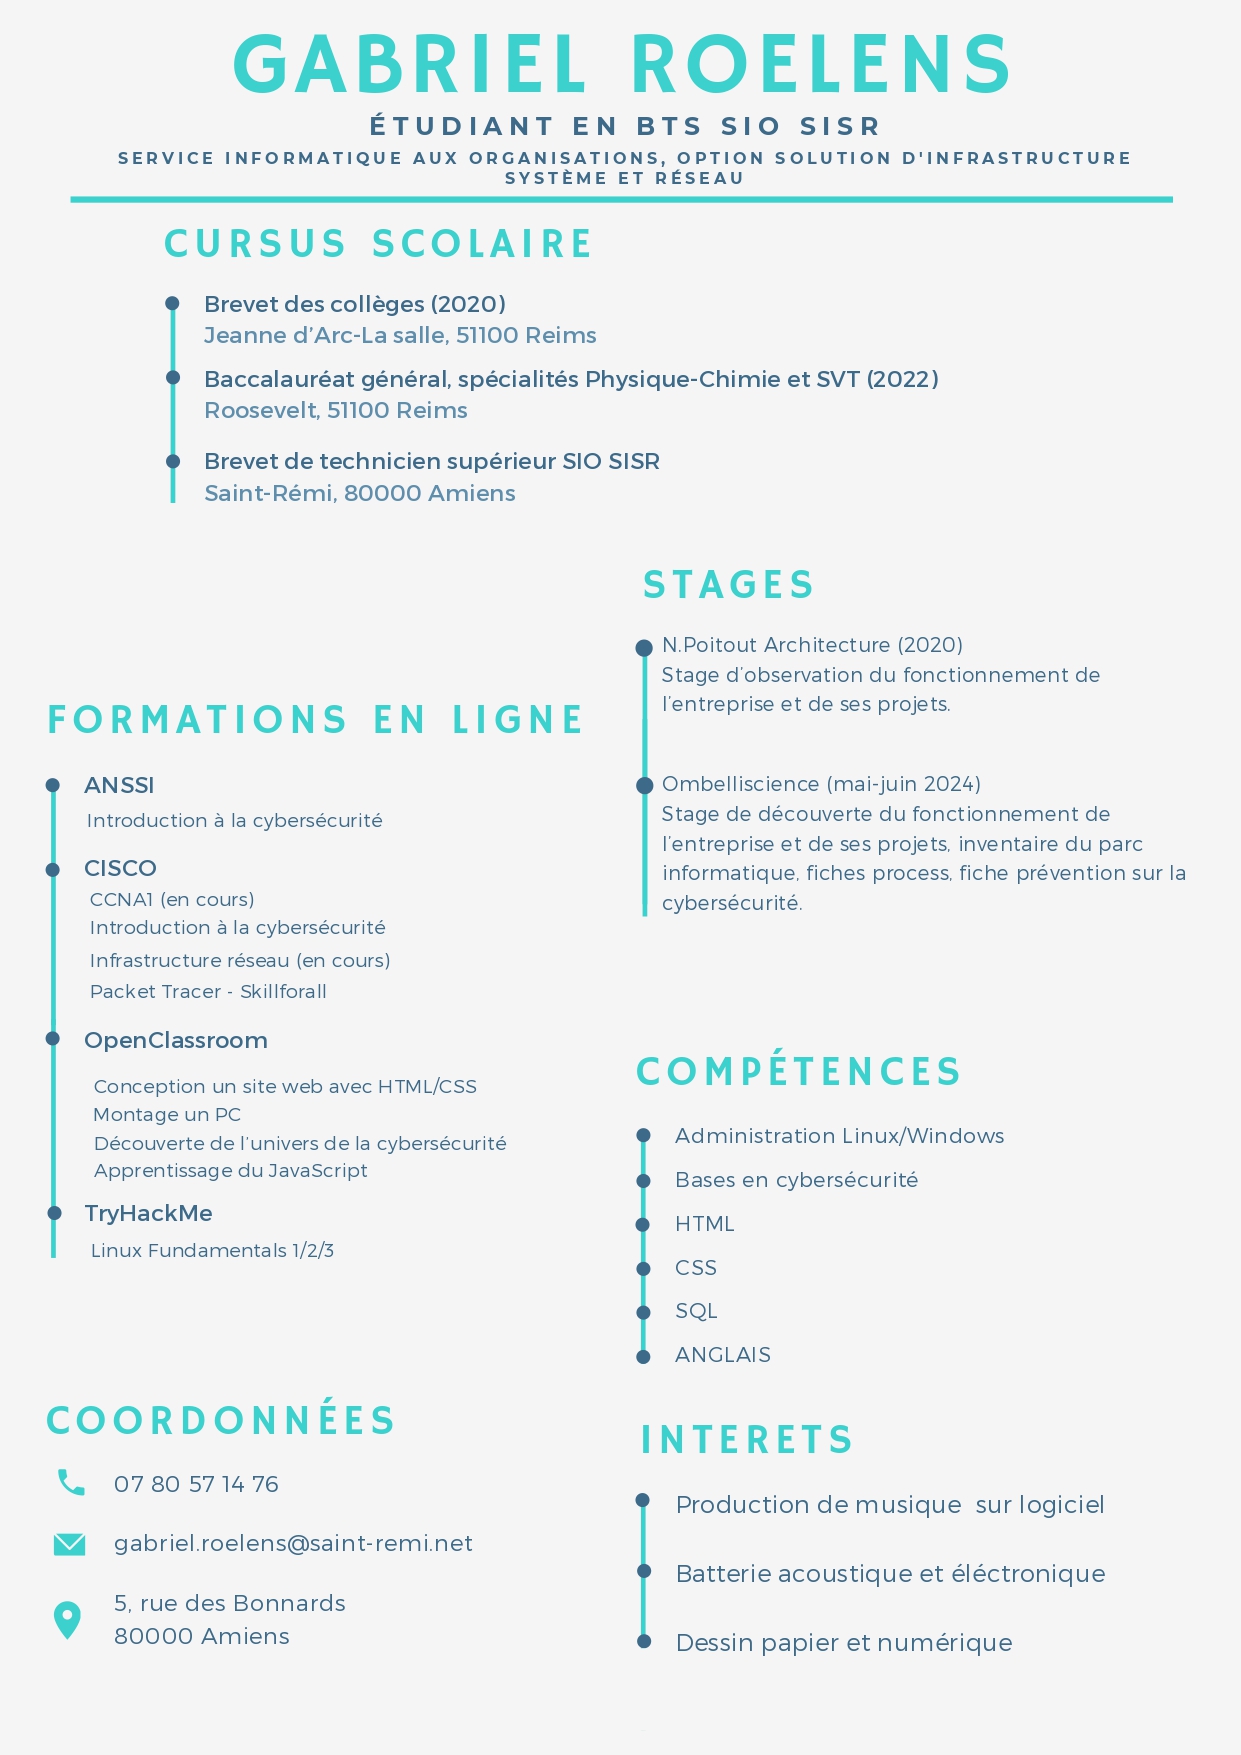 GABRIEL ROELENS
ÉTUDIANT EN BTS SIO SISR
SERVICE INFORMATIQUE AUX ORGANISATIONS, OPTION SOLUTION D'INFRASTRUCTURE
SYSTÈME ET RÉSEAU
CURSUS SCOLAIRE
Brevet des collèges (2020)
Jeanne d’Arc-La salle, 51100 Reims
Baccalauréat général, spécialités Physique-Chimie et SVT (2022)
Roosevelt, 51100 Reims
Brevet de technicien supérieur SIO SISR
Saint-Rémi, 80000 Amiens
FORMATIONS EN LIGNE
ANSSI
Introduction à la cybersécurité
CISCO
CCNA1 (en cours)
Introduction à la cybersécurité
Infrastructure réseau (en cours)
Packet Tracer - Skillforall
OpenClassroom
Conception un site web avec HTML/CSS
Montage un PC
Découverte de l'univers de la cybersécurité
Apprentissage du JavaScript
TryHackMe
Linux Fundamentals 1/2/3
STAGES
N.Poitout Architecture (2020)
Stage d’observation du fonctionnement de
l’entreprise et de ses projets.
Ombelliscience (mai-juin 2024)
Stage de découverte du fonctionnement de
l’entreprise et de ses projets, inventaire du parc
informatique, fiches process, fiche prévention sur la
cybersécurité.
COMPÉTENCES
Administration Linux/Windows
Bases en cybersécurité
HTML
CSS
SQL
ANGLAIS
COORDONNÉES
07 80 57 14 76
gabriel.roelens@saint-remi.net
5, rue des Bonnards
80000 Amiens
INTERETS
Production de musique  sur logiciel
Batterie acoustique et éléctronique
Dessin papier et numérique